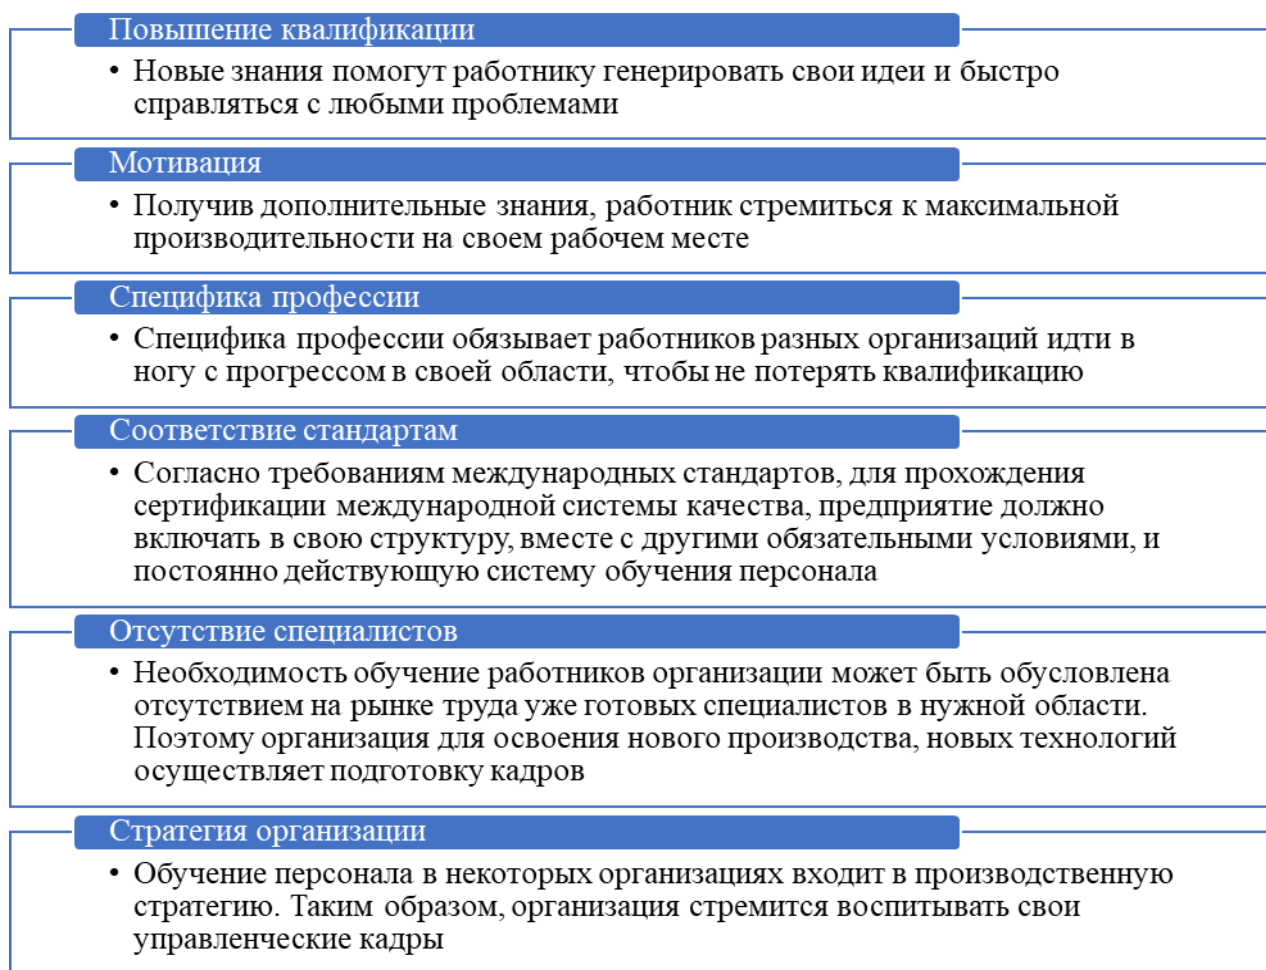 Повышение квалификации
• Новые знания помогут работнику генерировать свои идеи и быстро
справляться с любыми проблемами
Мотивация
• Получив дополнительные знания, работник стремиться к максимальной
производительности на своем рабочем месте
Специфика профессии
• Специфика профессии обязывает работников разных организаций идти в
ногу с прогрессом в своей области, чтобы не потерять квалификацию
Соответствие стандартам
• Согласно требованиям международных стандартов, для прохождения
сертификации международной системы качества, предприятие должно
включать в свою структуру, вместе с другими обязательными условиями, и
постоянно действующую систему обучения персонала
Отсутствие специалистов
• Необходимость обучение работников организации может быть обусловлена
отсутствием на рынке труда уже готовых специалистов в нужной области.
Поэтому организация для освоения нового производства, новых технологий
осуществляет подготовку кадров
Стратегия организации
• Обучение персонала в некоторых организациях входит в производственную
стратегию. Таким образом, организация стремится воспитывать свои
управленческие кадры